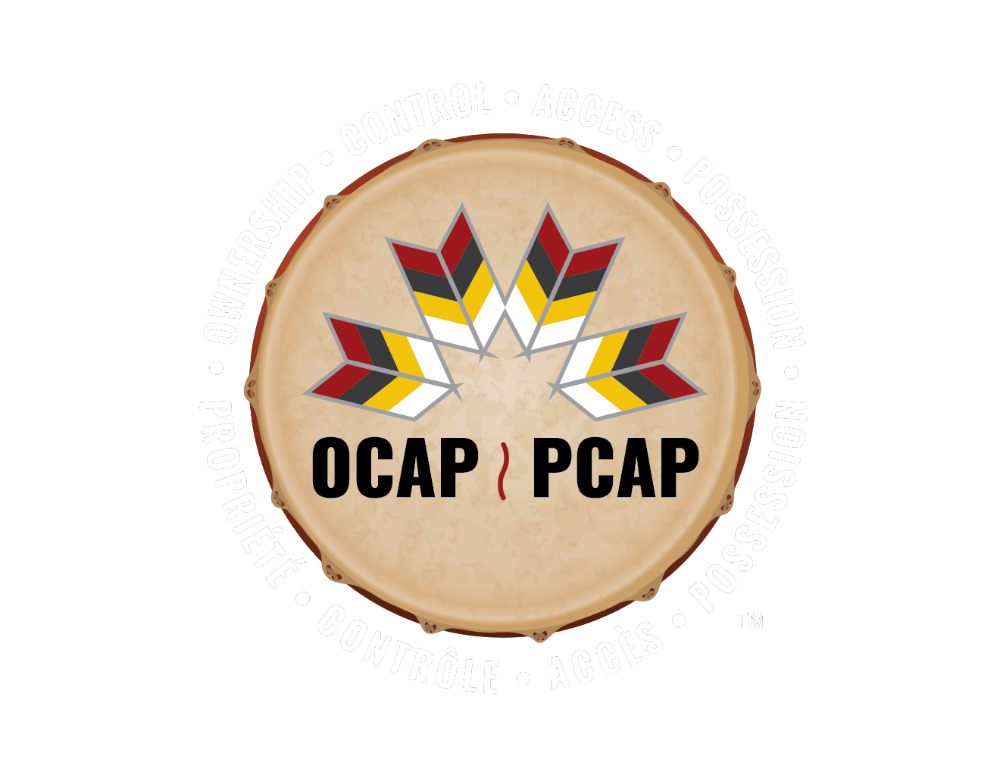 OWNERSHIP • CONTROL • ACCESS • POSSESSION •
OCAP PCAP
• PROPRIÉTÉ • CONTRÔLE • ACCÈS • POSSESSION
TM